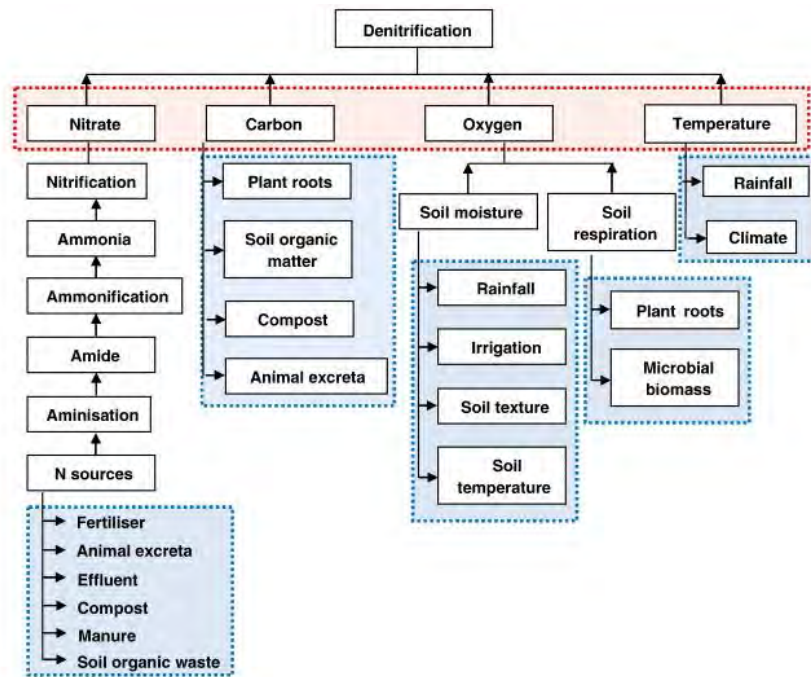 Denitrification
Nitrate
Carbon
Oxygen
Temperature
Nitrification
Ammonia
Ammonification
Amide
Aminisation
N sources
Fertiliser
Animal excreta
Effluent
Compost
Manure
Soil organic waste
Plant roots
Soil organic
matter
Compost
Animal excreta
Soil moisture
Rainfall
Irrigation
Soil texture
Soil
temperature
Soil
respiration
Plant roots
Microbial
biomass
Rainfall
Climate